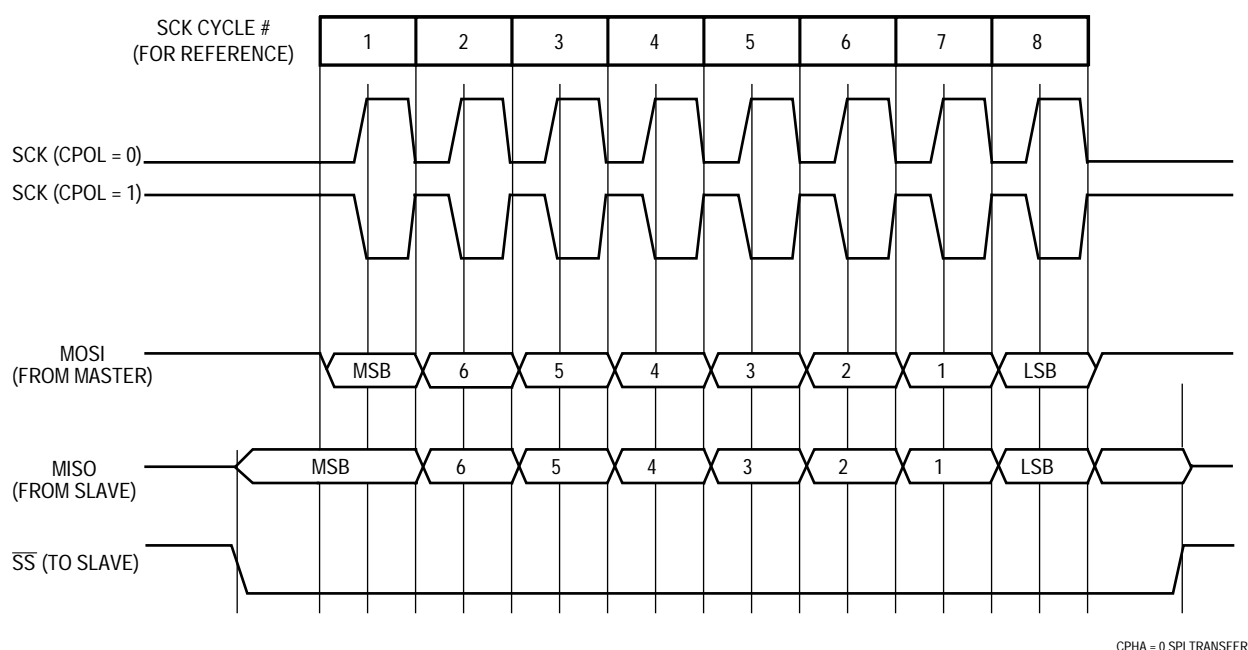 SCK CYCLE #
(FOR REFERENCE)
1 2 3 4 5 6 7 8
SCK (CPOL = 0)
SCK (CPOL = 1)
MOSI
(FROM MASTER)
MSB 6 5 4 3 2 1 LSB
MISO
(FROM SLAVE)
MSB 6 5 4 3 2 1 LSB
S̅S̅ (TO SLAVE)
CPHA = 0 SPI TRANSFER